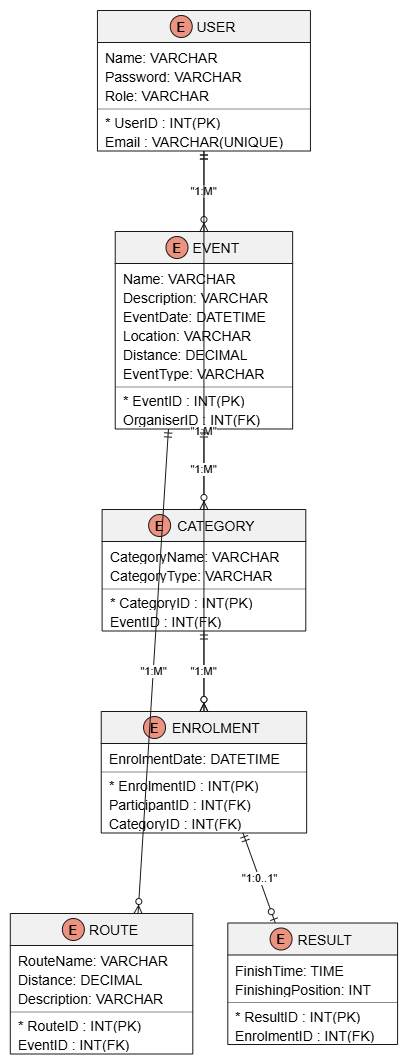 E USER
Name: VARCHAR
Password: VARCHAR
Role: VARCHAR
* UserID : INT(PK)
Email : VARCHAR(UNIQUE)
"1:M"
E EVENT
Name: VARCHAR
Description: VARCHAR
EventDate: DATETIME
Location: VARCHAR
Distance: DECIMAL
EventType: VARCHAR
* EventID : INT(PK)
OrganiserID : INT(FK)
"1:M"
"1:M"
E CATEGORY
CategoryName: VARCHAR
CategoryType: VARCHAR
* CategoryID : INT(PK)
EventID : INT(FK)
"1:M" "1:M"
E ENROLMENT
EnrolmentDate: DATETIME
* EnrolmentID : INT(PK)
ParticipantID : INT(FK)
CategoryID : INT(FK)
"1:0..1"
E ROUTE
RouteName: VARCHAR
Distance: DECIMAL
Description: VARCHAR
* RouteID : INT(PK)
EventID : INT(FK)
E RESULT
FinishTime: TIME
FinishingPosition: INT
* ResultID : INT(PK)
EnrolmentID : INT(FK)